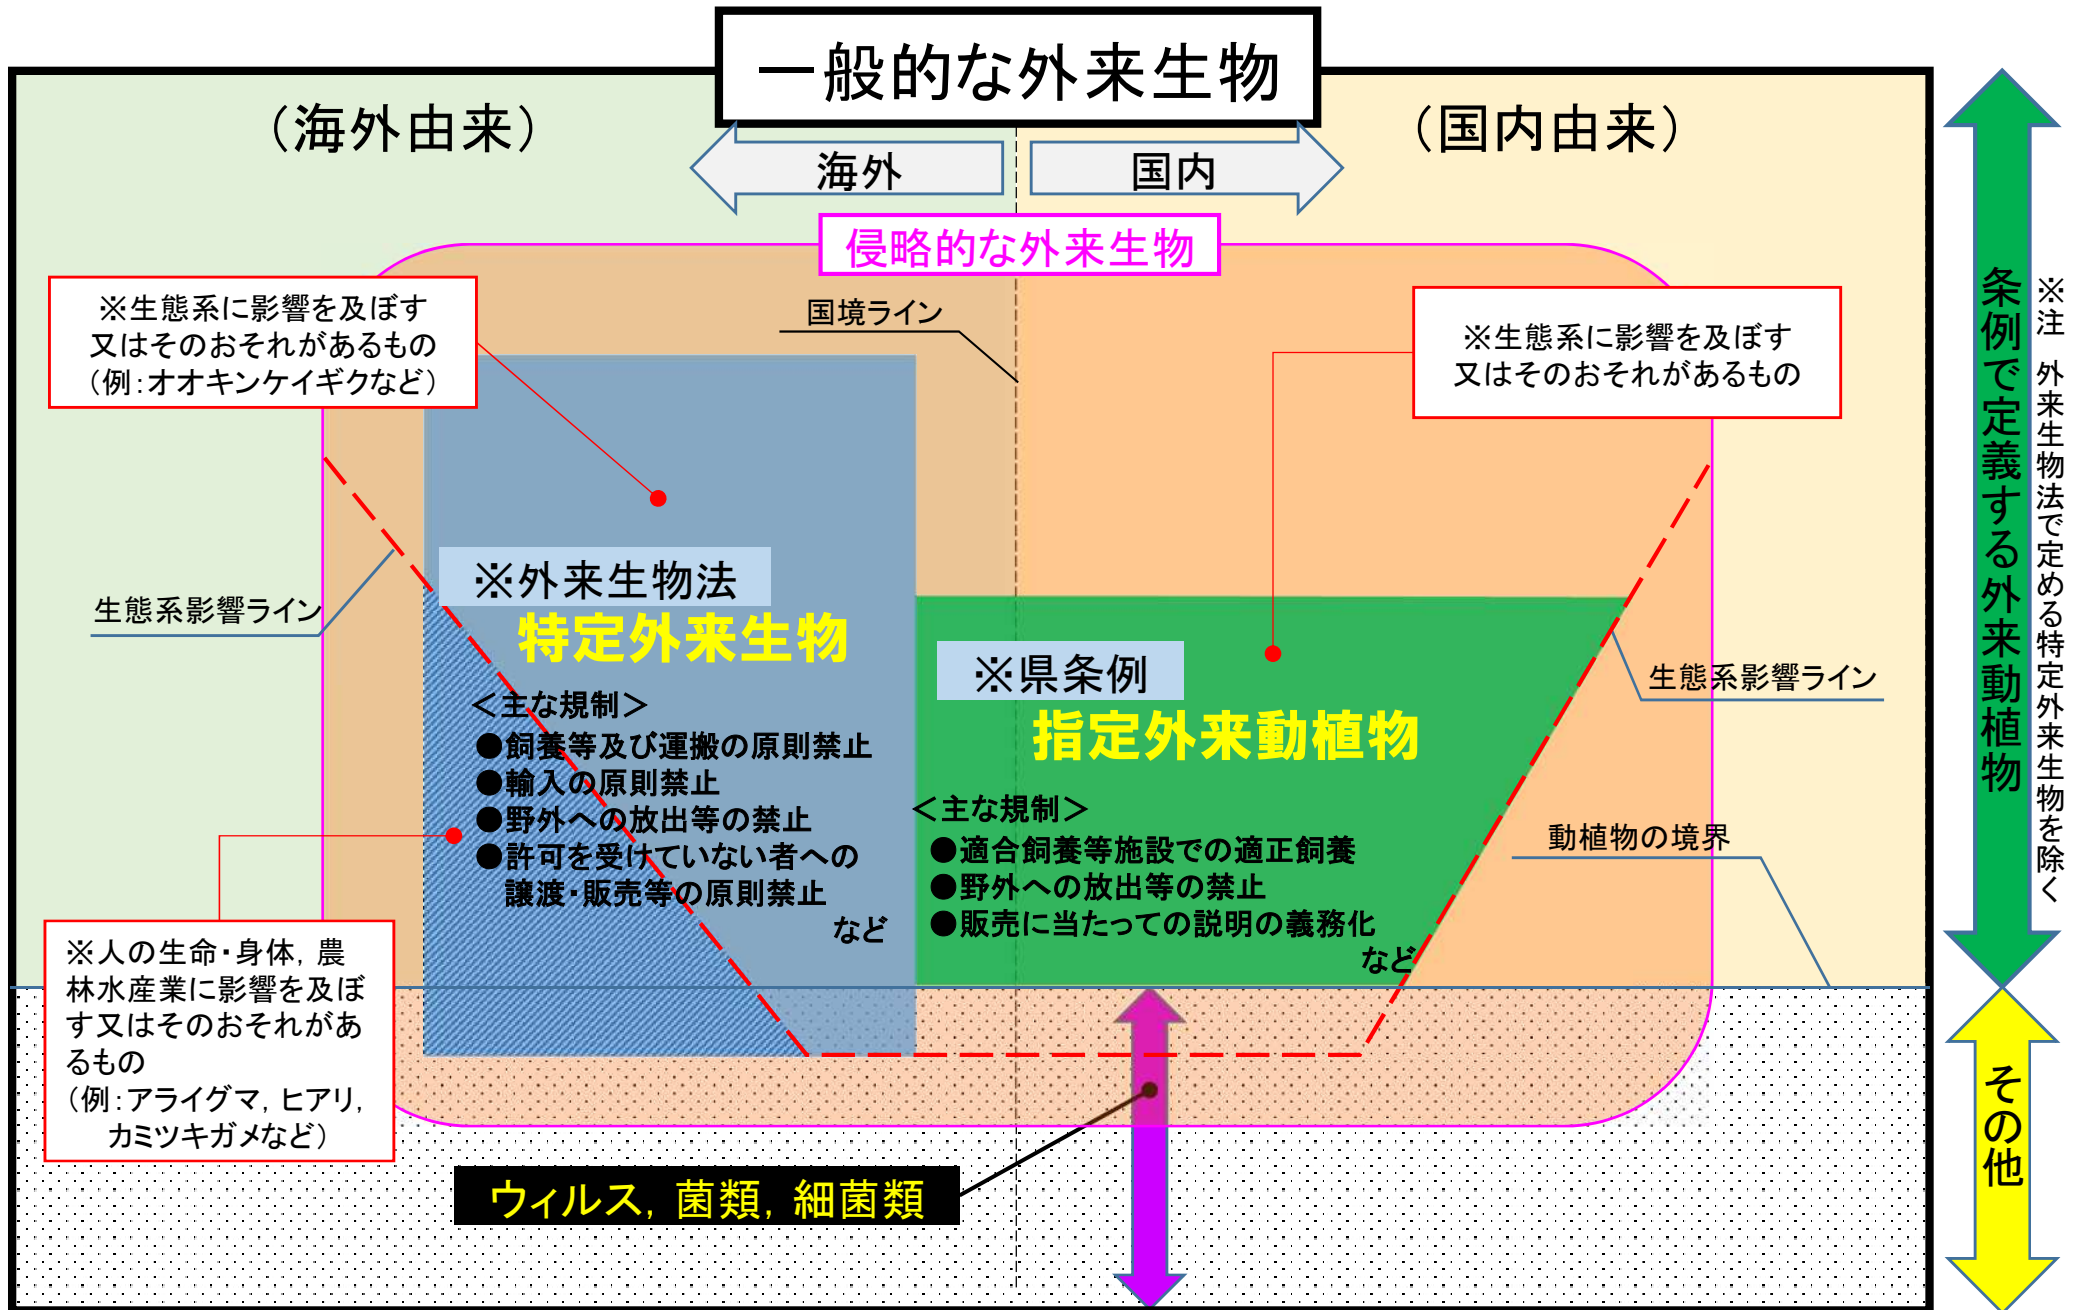 一般的な外来生物
（海外由来）
（国内由来）
海外
国内
侵略的な外来生物
※生態系に影響を及ぼす
又はそのおそれがあるもの
（例：オオキンケイギクなど）
国境ライン
※生態系に影響を及ぼす
又はそのおそれがあるもの
生態系影響ライン
※外来生物法
特定外来生物
＜主な規制＞
●飼養等及び運搬の原則禁止
●輸入の原則禁止
●野外への放出等の禁止
●許可を受けていない者への
譲渡・販売等の原則禁止
など
※県条例
指定外来動植物
＜主な規制＞
●適合飼養等施設での適正飼養
●野外への放出等の禁止
●販売に当たっての説明の義務化
など
生態系影響ライン
動植物の境界
※人の生命・身体，農
林水産業に影響を及ぼ
す又はそのおそれがあ
るもの
（例：アライグマ，ヒアリ，
カミツキガメなど）
ウィルス，菌類，細菌類
条例で定義する外来動植物
※注　外来生物法で定める特定外来生物を除く
その他